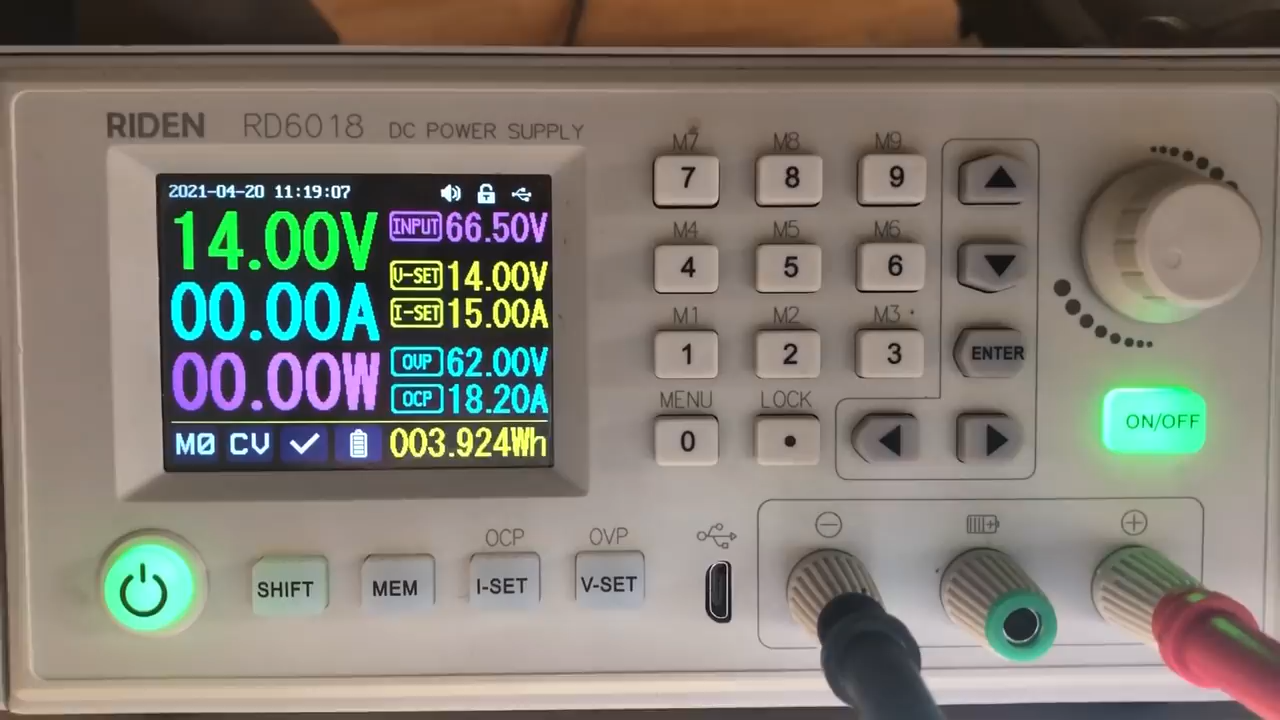 RIDEN RD6018 DC POWER SUPPLY
2021-04-20 11:19:07
14.00V
INPUT 66.50V
00.00A
V-SET 14.00V
I-SET 15.00A
00.00W
OVP 62.00V
OCP 18.20A
M0 CV 003.924Wh
M7 M8 M9
7 8 9
M4 M5 M6
4 5 6
M1 M2 M3
1 2 3
ENTER
MENU LOCK
0 .
ON/OFF
SHIFT
MEM
OCP
I-SET
OVP
V-SET